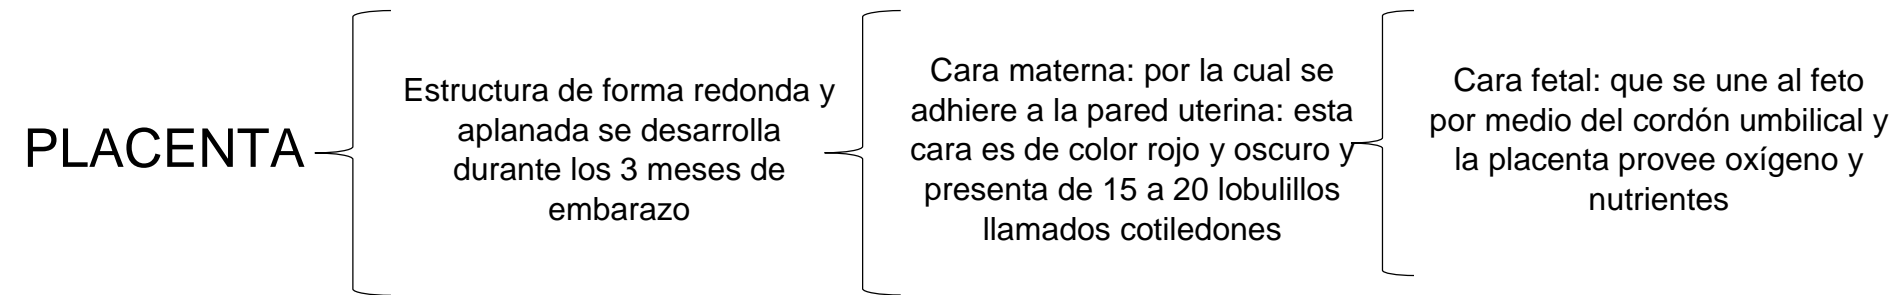 PLACENTA
Estructura de forma redonda y
aplanada se desarrolla
durante los 3 meses de
embarazo
Cara materna: por la cual se
adhiere a la pared uterina: esta
cara es de color rojo y oscuro y
presenta de 15 a 20 lobulillos
llamados cotiledones
Cara fetal: que se une al feto
por medio del cordón umbilical y
la placenta provee oxígeno y
nutrientes